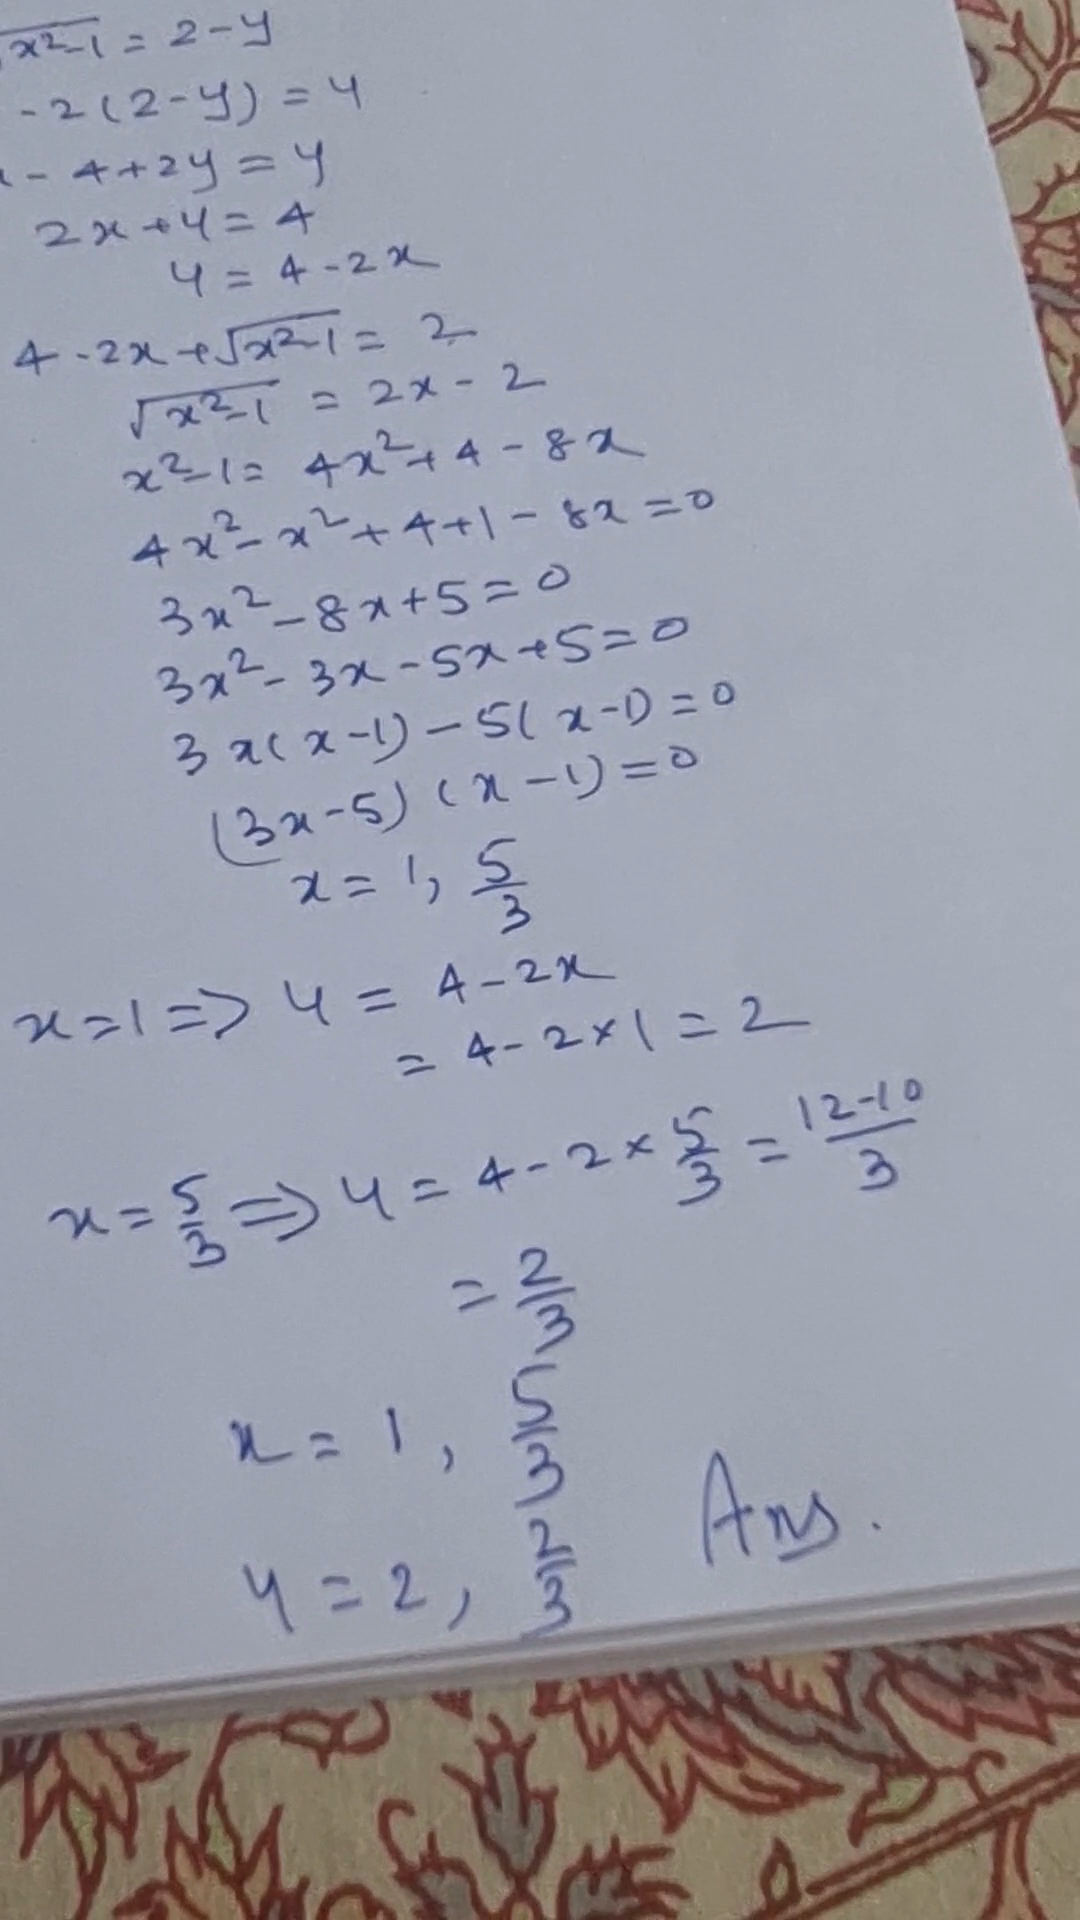 √x²-1 = 2-y
-2(2-y) = y
- 4+2y = y
2x+y = 4
y = 4-2x
4-2x+√x²-1 = 2
√x²-1 = 2x-2
x²-1 = 4x²+4-8x
4x²-x²+4+1-8x=0
3x²-8x+5=0
3x²-3x-5x+5=0
3x(x-1)-5(x-1)=0
(3x-5)(x-1)=0
x = 1, 5/3
x=1 => y = 4-2x
= 4-2×1 = 2
x = 5/3 => y = 4-2×5/3 = 12-10/3
= 2/3
x = 1, 5/3
y = 2, 2/3 Ans.